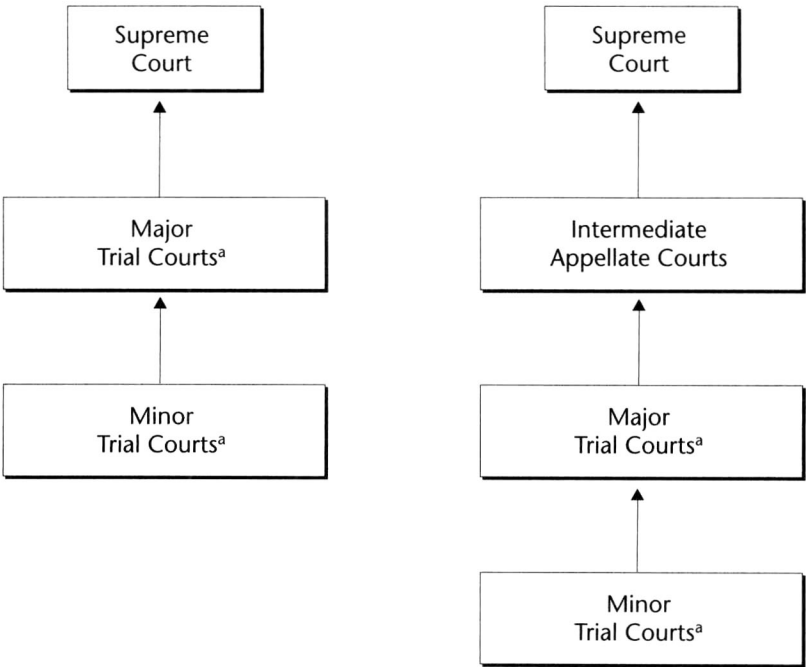 Supreme
Court
Major
Trial Courtsᵃ
Minor
Trial Courtsᵃ
Supreme
Court
Intermediate
Appellate Courts
Major
Trial Courtsᵃ
Minor
Trial Courtsᵃ